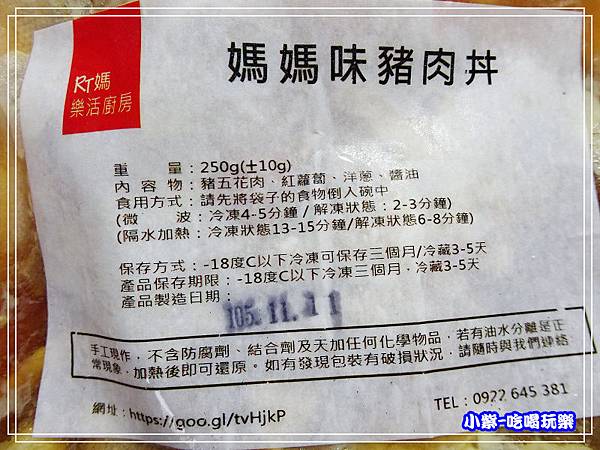 RT媽
樂活廚房
媽媽味豬肉丼
重　　量：250g(±10g)
內 容 物：豬五花肉、紅蘿蔔、洋蔥、醬油
食用方式：請先將袋子的食物倒入碗中
(微　　波：冷凍4-5分鐘 / 解凍狀態：2-3分鐘)
(隔水加熱：冷凍狀態13-15分鐘/解凍狀態6-8分鐘)
保存方式：-18度C以下冷凍可保存三個月/冷藏3-5天
產品保存期限：-18度C以下冷凍三個月，冷藏3-5天
產品製造日期：
105.11.11
手工現作，不含防腐劑、結合劑及天加任何化學物品，若有油水分離是正
常現象，加熱後即可還原。如有發現包裝有破損狀況，請隨時與我們連絡
網址：https://goo.gl/tvHjkP
TEL：0922 645 381
小紫-吃喝玩樂